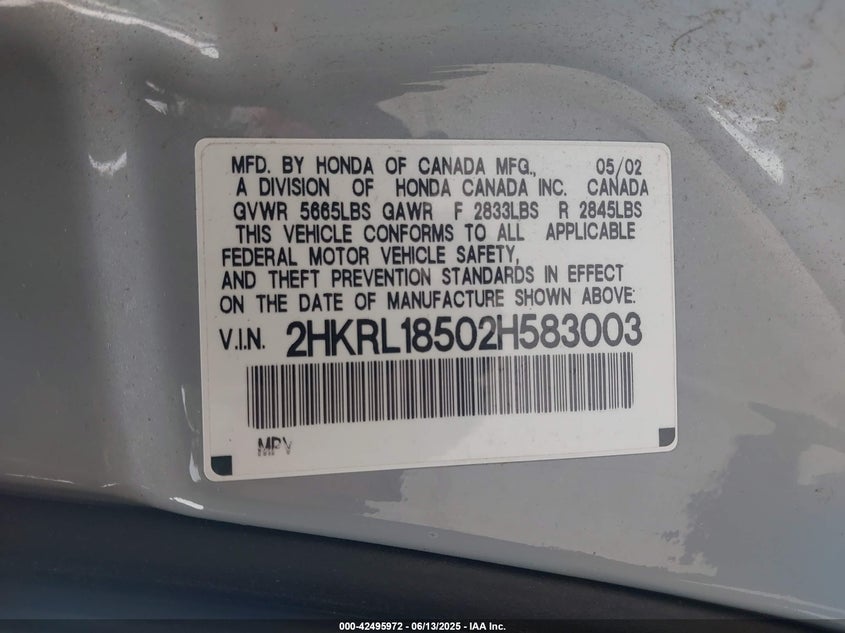 MFD. BY HONDA OF CANADA MFG., 05/02
A DIVISION OF HONDA CANADA INC. CANADA
GVWR 5665LBS GAWR F 2833LBS R 2845LBS
THIS VEHICLE CONFORMS TO ALL APPLICABLE
FEDERAL MOTOR VEHICLE SAFETY,
AND THEFT PREVENTION STANDARDS IN EFFECT
ON THE DATE OF MANUFACTURE SHOWN ABOVE:
V.I.N. 2HKRL18502H583003
MPV
000-42495972 - 06/13/2025 - IAA Inc.